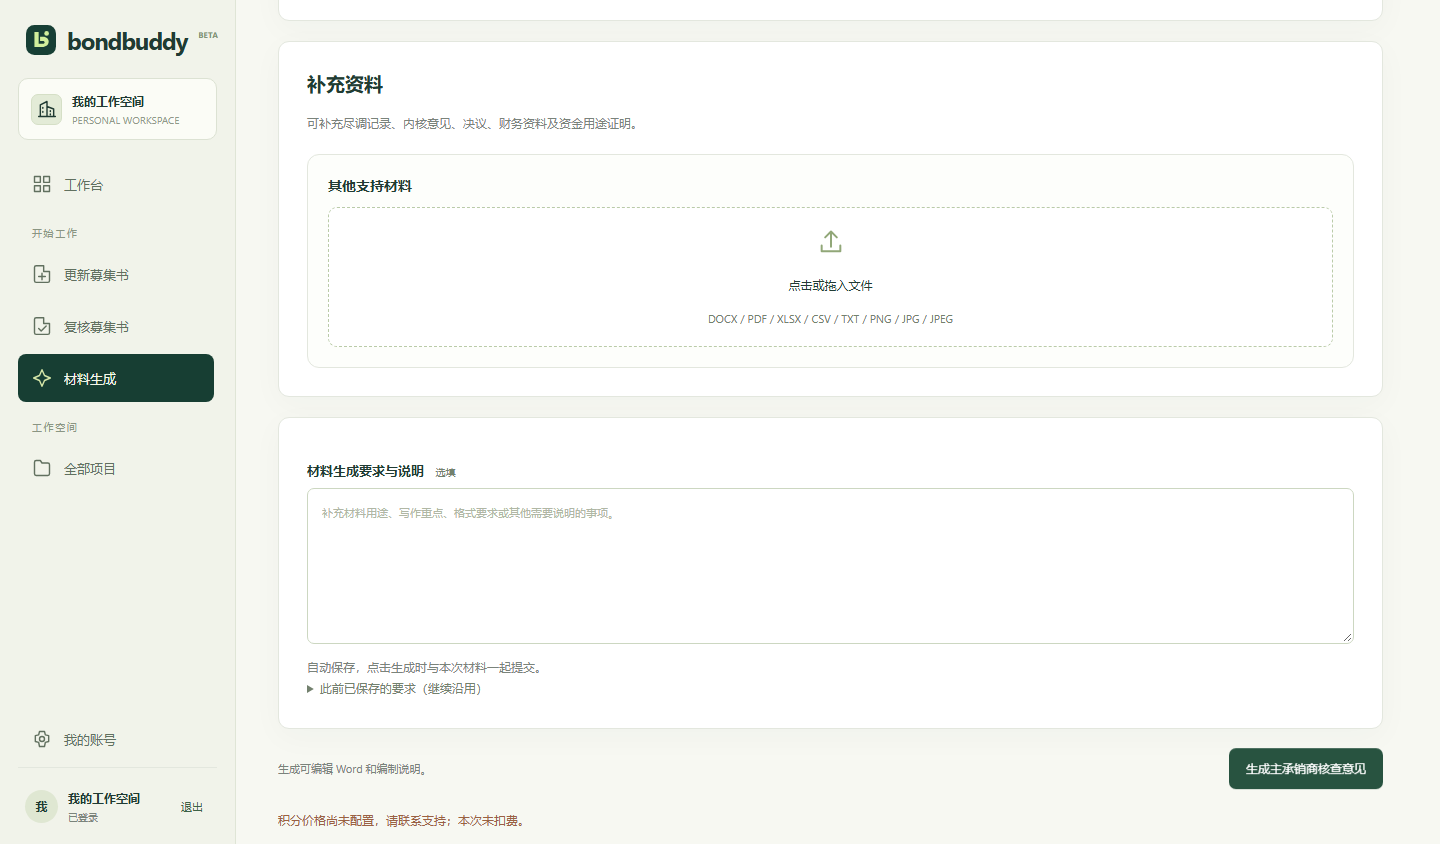 bondbuddy BETA
我的工作空间
PERSONAL WORKSPACE
工作台
开始工作
更新募集书
复核募集书
材料生成
工作空间
全部项目
我的账号
我 我的工作空间
已登录
退出
补充资料
可补充尽调记录、内核意见、决议、财务资料及资金用途证明。
其他支持材料
点击或拖入文件
DOCX / PDF / XLSX / CSV / TXT / PNG / JPG / JPEG
材料生成要求与说明 选填
补充材料用途、写作重点、格式要求或其他需要说明的事项。
自动保存，点击生成时与本次材料一起提交。
此前已保存的要求（继续沿用）
生成可编辑 Word 和编制说明。
生成主承销商核查意见
积分价格尚未配置，请联系支持；本次未扣费。